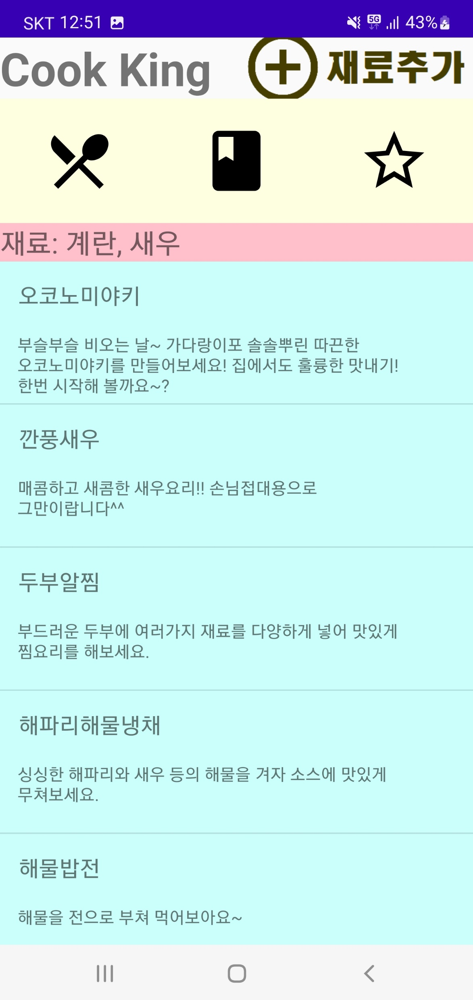 SKT 12:51 5G 43%
Cook King 재료추가
재료: 계란, 새우
오코노미야키
부슬부슬 비오는 날~ 가다랑이포 솔솔뿌린 따끈한
오코노미야키를 만들어보세요! 집에서도 훌륭한 맛내기!
한번 시작해 볼까요~?
깐풍새우
매콤하고 새콤한 새우요리!! 손님접대용으로
그만이랍니다^^
두부알찜
부드러운 두부에 여러가지 재료를 다양하게 넣어 맛있게
찜요리를 해보세요.
해파리해물냉채
싱싱한 해파리와 새우 등의 해물을 겨자 소스에 맛있게
무쳐보세요.
해물밥전
해물을 전으로 부쳐 먹어보아요~